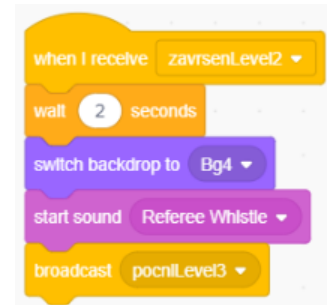 when I receive zavrsenLevel2
wait 2 seconds
switch backdrop to Bg4
start sound Referee Whistle
broadcast pocniLevel3